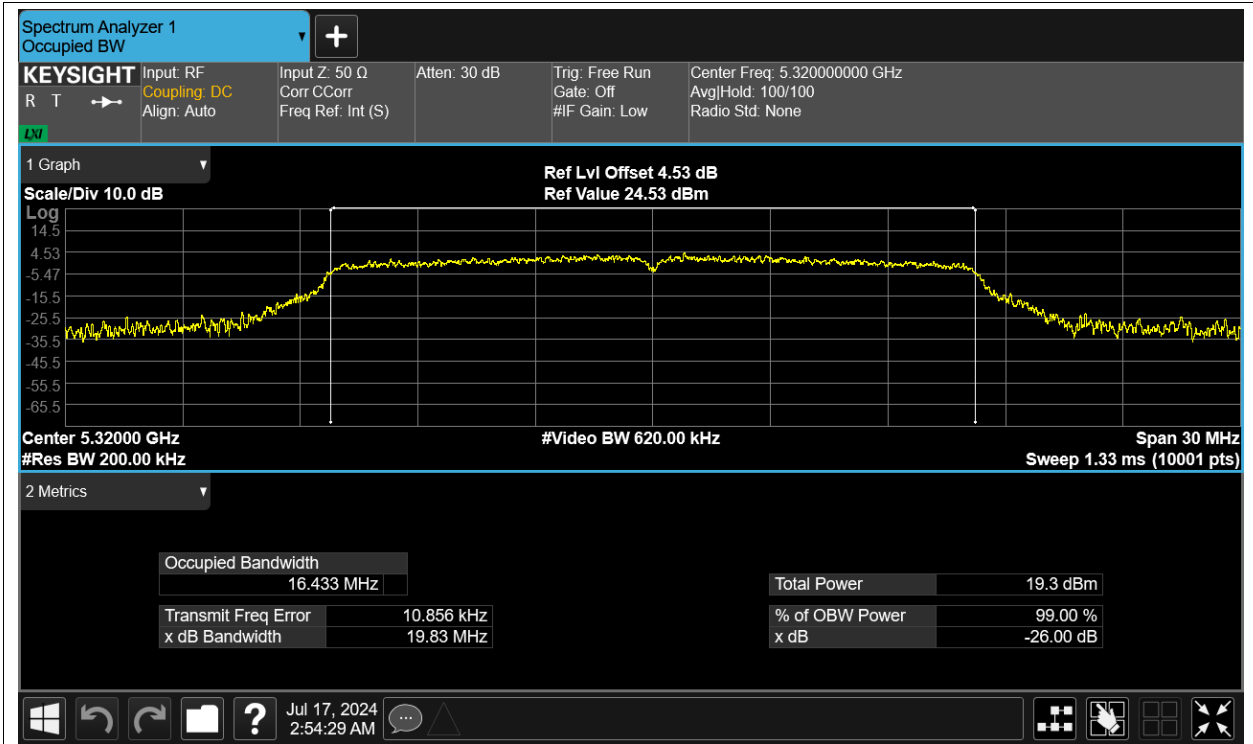 Spectrum Analyzer 1
Occupied BW
KEYSIGHT
R T
LXI
Input: RF
Coupling: DC
Align: Auto
Input Z: 50 Ω
Corr CCorr
Freq Ref: Int (S)
Atten: 30 dB
Trig: Free Run
Gate: Off
#IF Gain: Low
Center Freq: 5.320000000 GHz
Avg|Hold: 100/100
Radio Std: None
1 Graph
Scale/Div 10.0 dB
Ref Lvl Offset 4.53 dB
Ref Value 24.53 dBm
Log
14.5
4.53
-5.47
-15.5
-25.5
-35.5
-45.5
-55.5
-65.5
Center 5.32000 GHz
#Video BW 620.00 kHz
Span 30 MHz
#Res BW 200.00 kHz
Sweep 1.33 ms (10001 pts)
2 Metrics
Occupied Bandwidth
16.433 MHz
Total Power 19.3 dBm
Transmit Freq Error 10.856 kHz
% of OBW Power 99.00 %
x dB Bandwidth 19.83 MHz
x dB -26.00 dB
Jul 17, 2024
2:54:29 AM